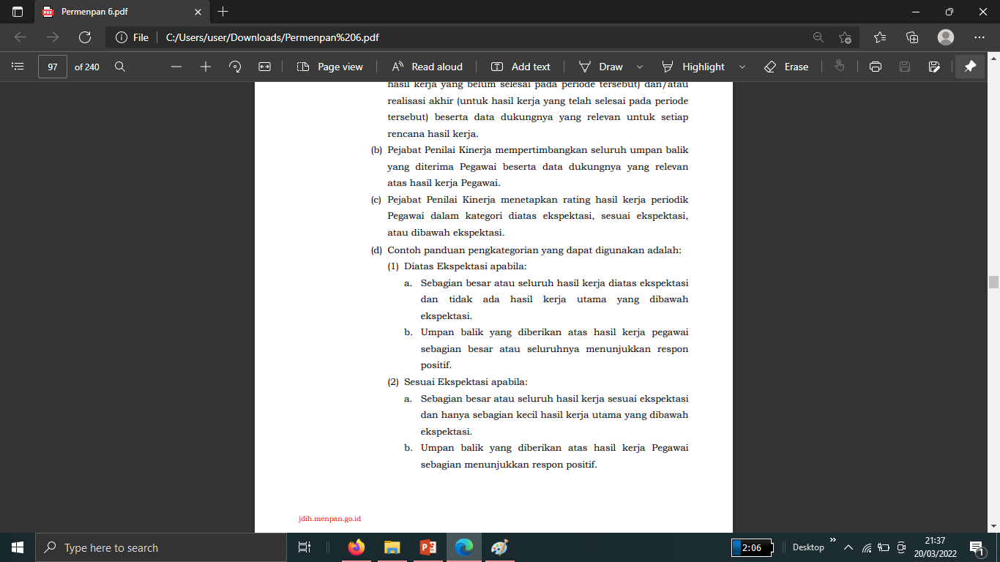 Permenpan 6.pdf
File
C:/Users/user/Downloads/Permenpan%206.pdf
97 of 240
Page view
Read aloud
Add text
Draw
Highlight
Erase
hasil kerja yang belum selesai pada periode tersebut) dan/atau
realisasi akhir (untuk hasil kerja yang telah selesai pada periode
tersebut) beserta data dukungnya yang relevan untuk setiap
rencana hasil kerja.
(b) Pejabat Penilai Kinerja mempertimbangkan seluruh umpan balik
yang diterima Pegawai beserta data dukungnya yang relevan
atas hasil kerja Pegawai.
(c) Pejabat Penilai Kinerja menetapkan rating hasil kerja periodik
Pegawai dalam kategori diatas ekspektasi, sesuai ekspektasi,
atau dibawah ekspektasi.
(d) Contoh panduan pengkategorian yang dapat digunakan adalah:
(1) Diatas Ekspektasi apabila:
a. Sebagian besar atau seluruh hasil kerja diatas ekspektasi
dan tidak ada hasil kerja utama yang dibawah
ekspektasi.
b. Umpan balik yang diberikan atas hasil kerja pegawai
sebagian besar atau seluruhnya menunjukkan respon
positif.
(2) Sesuai Ekspektasi apabila:
a. Sebagian besar atau seluruh hasil kerja sesuai ekspektasi
dan hanya sebagian kecil hasil kerja utama yang dibawah
ekspektasi.
b. Umpan balik yang diberikan atas hasil kerja Pegawai
sebagian menunjukkan respon positif.
jdih.menpan.go.id
Type here to search
2:06
Desktop
21:37
20/03/2022
1